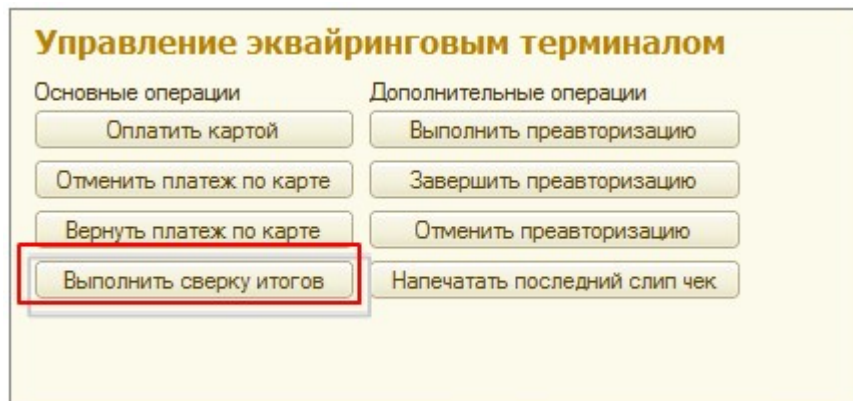 Управление эквайринговым терминалом
Основные операции
Оплатить картой
Отменить платеж по карте
Вернуть платеж по карте
Выполнить сверку итогов
Дополнительные операции
Выполнить преавторизацию
Завершить преавторизацию
Отменить преавторизацию
Напечатать последний слип чек